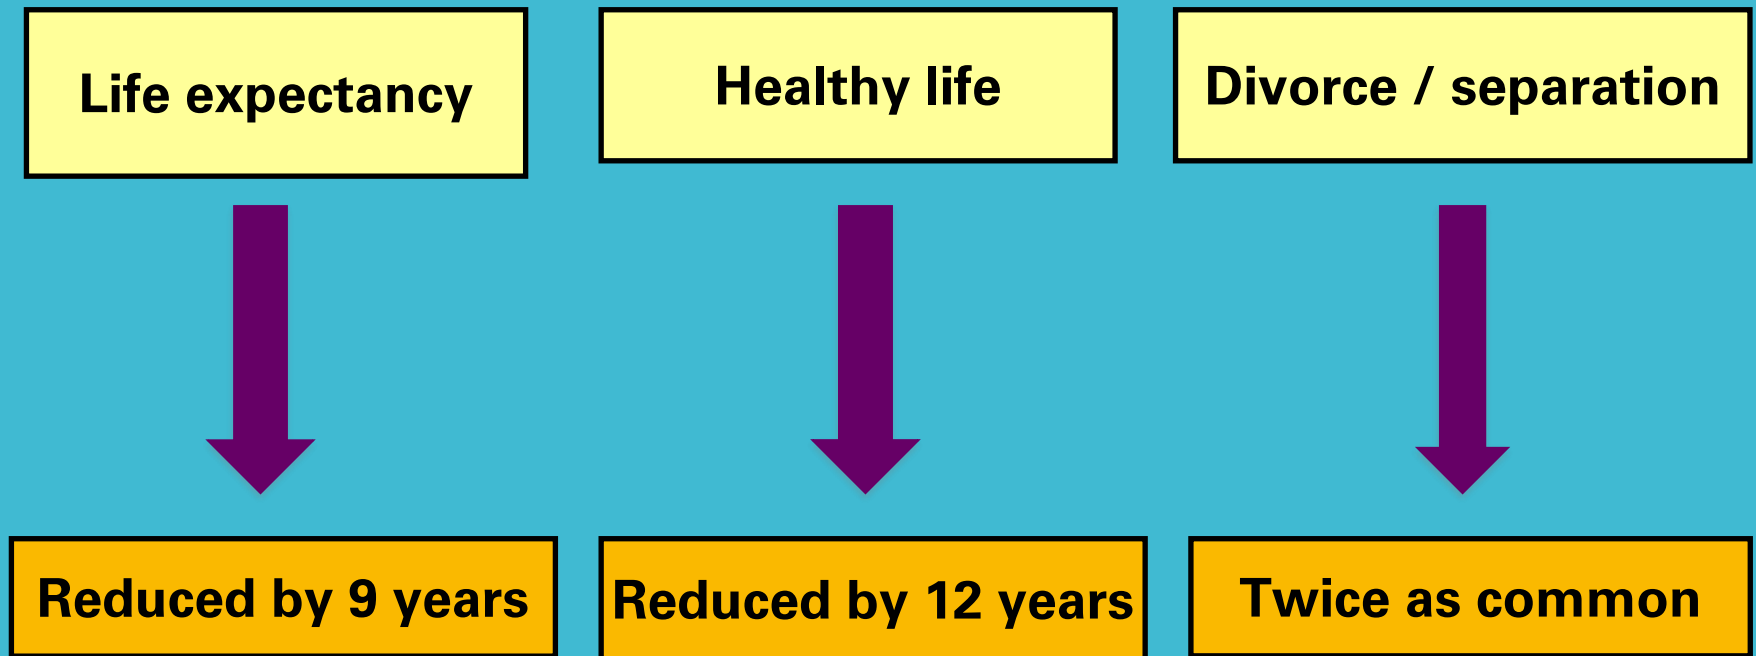 Life expectancy
Healthy life
Divorce / separation
Reduced by 9 years
Reduced by 12 years
Twice as common